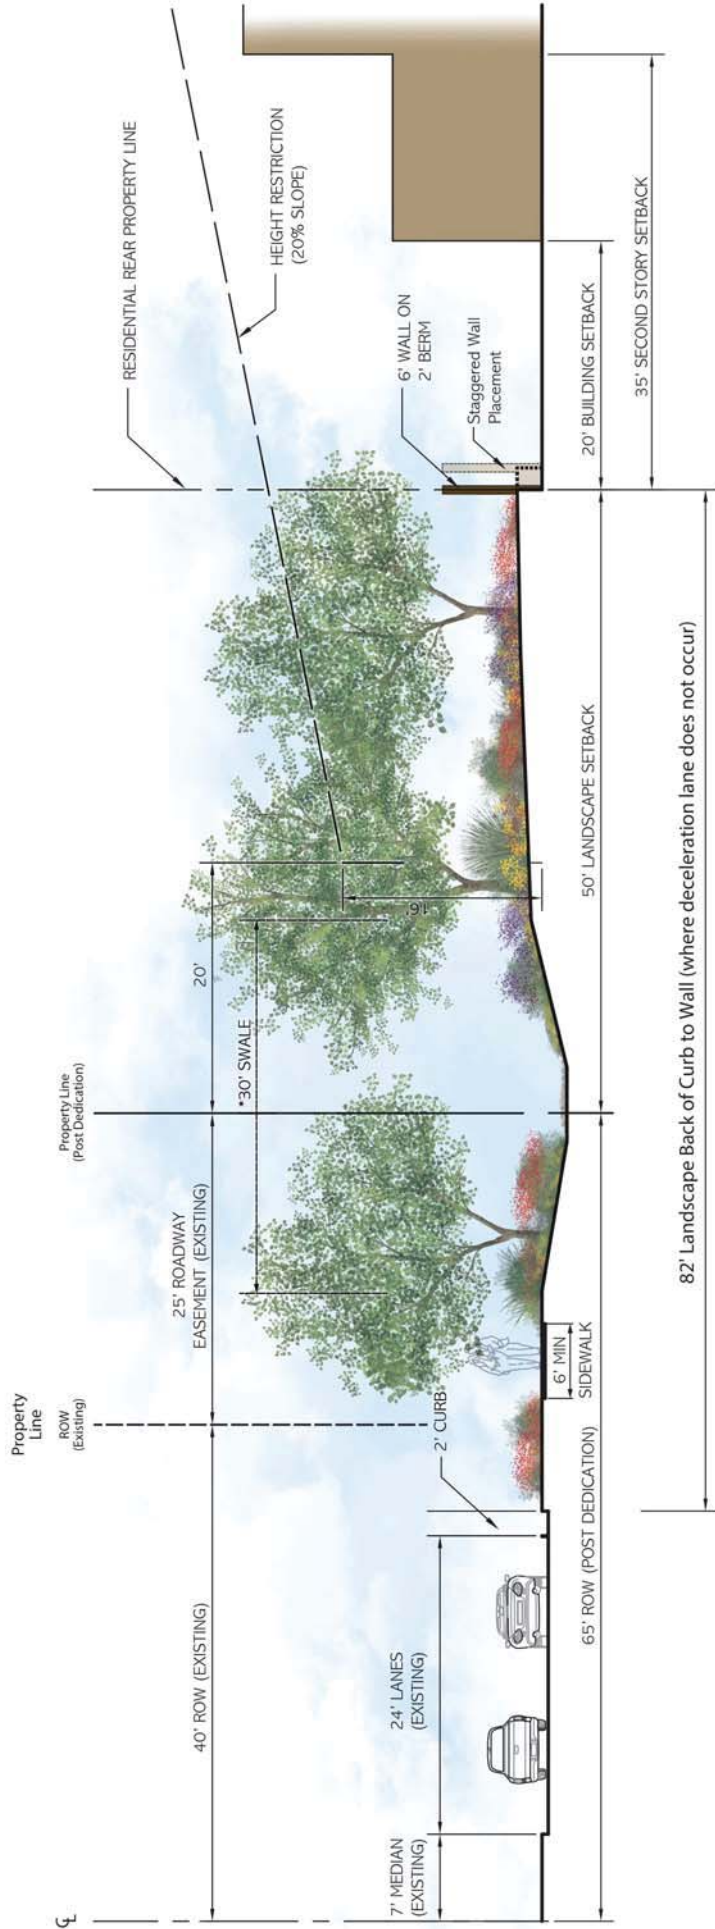 ℄
Property
Line
ROW
(Existing)
Property Line
(Post Dedication)
RESIDENTIAL REAR PROPERTY LINE
40' ROW (EXISTING)
25' ROADWAY
EASEMENT (EXISTING)
20'
HEIGHT RESTRICTION
(20% SLOPE)
*30' SWALE
16'
7' MEDIAN
(EXISTING)
24' LANES
(EXISTING)
2' CURB
6' WALL ON
2' BERM
Staggered Wall
Placement
6' MIN
SIDEWALK
65' ROW (POST DEDICATION)
50' LANDSCAPE SETBACK
20' BUILDING SETBACK
35' SECOND STORY SETBACK
82' Landscape Back of Curb to Wall (where deceleration lane does not occur)